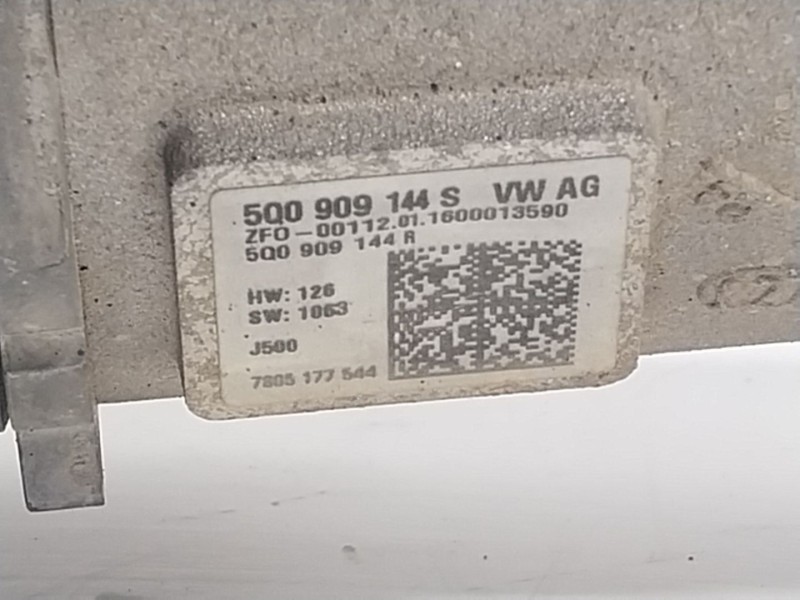 5Q0 909 144 S VW AG
ZFO-00112.01.1600013590
5Q0 909 144 R
HW: 126
SW: 1063
J500
7805 177 544